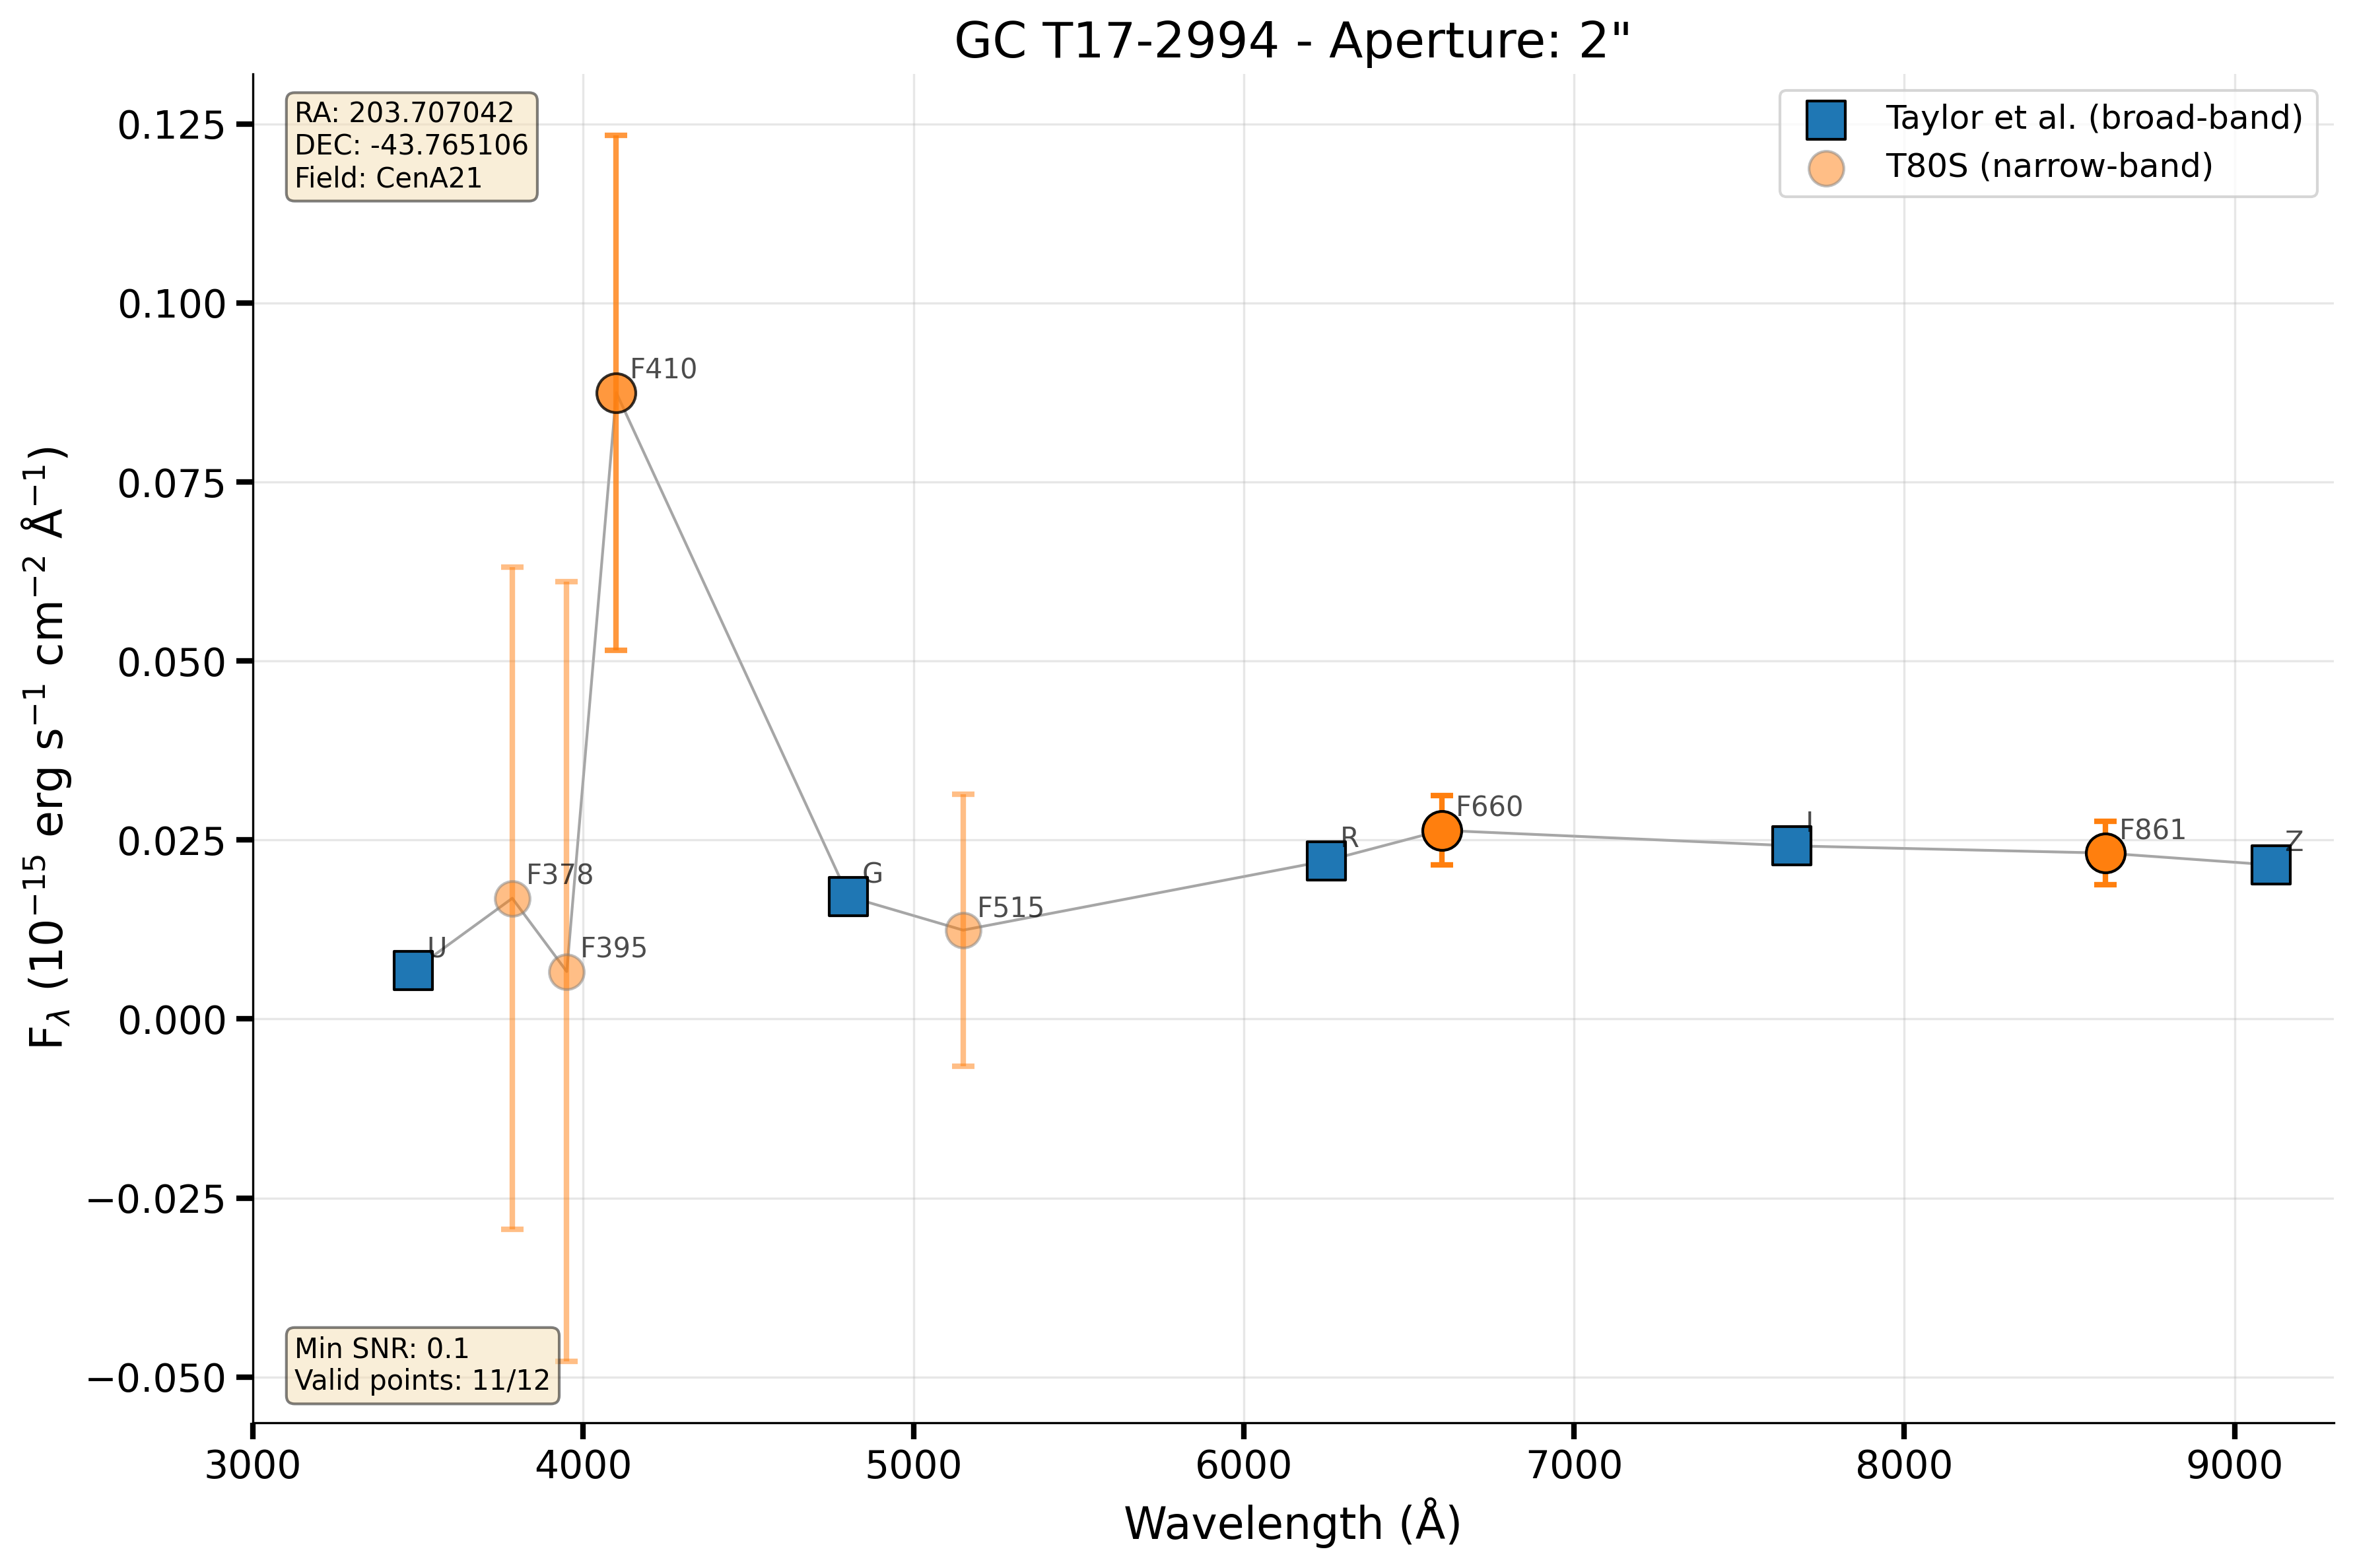 GC T17-2994 - Aperture: 2"
RA: 203.707042
DEC: -43.765106
Field: CenA21
Taylor et al. (broad-band)
T80S (narrow-band)
0.125
0.100
0.075
0.050
0.025
0.000
−0.025
−0.050
F_λ (10⁻¹⁵ erg s⁻¹ cm⁻² Å⁻¹)
U
F378
F395
F410
G
F515
R
F660
I
F861
Z
Min SNR: 0.1
Valid points: 11/12
3000 4000 5000 6000 7000 8000 9000
Wavelength (Å)